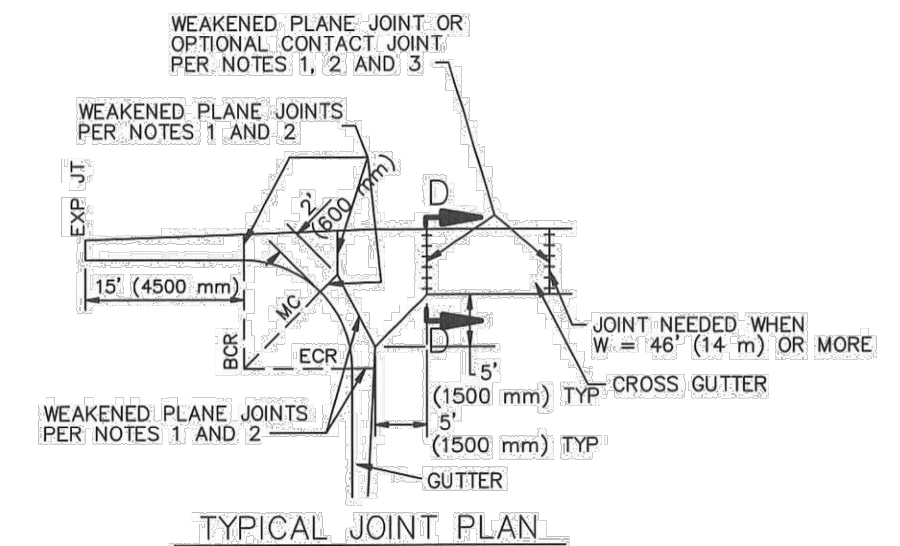 WEAKENED PLANE JOINT OR
OPTIONAL CONTACT JOINT
PER NOTES 1, 2 AND 3
WEAKENED PLANE JOINTS
PER NOTES 1 AND 2
EXP JT
2'
(600 mm)
D
15' (4500 mm)
MC
BCR
ECR
D
JOINT NEEDED WHEN
W = 46' (14 m) OR MORE
5'
(1500 mm) TYP
CROSS GUTTER
WEAKENED PLANE JOINTS
PER NOTES 1 AND 2
5'
(1500 mm) TYP
GUTTER
TYPICAL JOINT PLAN